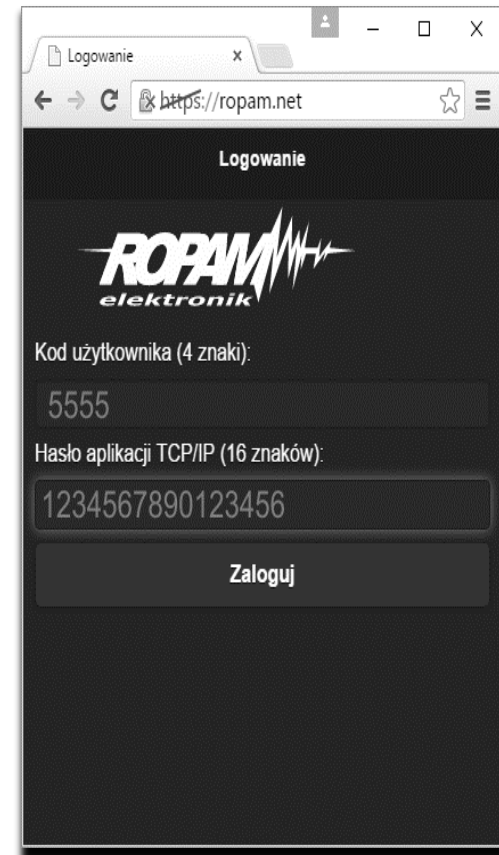 Logowanie
https://ropam.net
Logowanie
ROPAM
elektronik
Kod użytkownika (4 znaki):
5555
Hasło aplikacji TCP/IP (16 znaków):
1234567890123456
Zaloguj